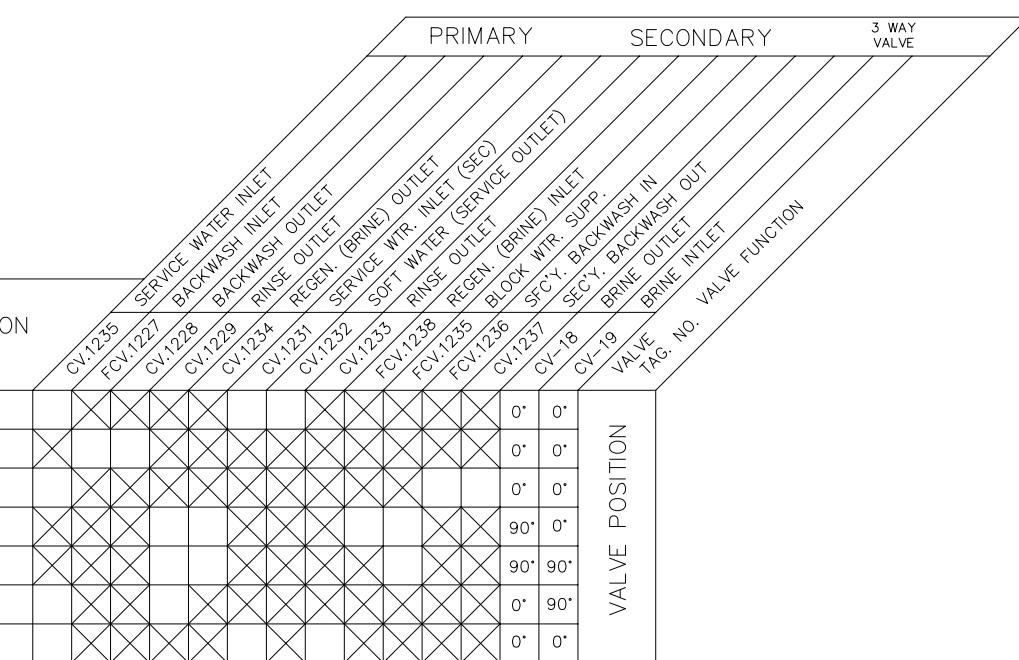 PRIMARY
SECONDARY
3 WAY
VALVE
SERVICE WATER INLET
BACKWASH INLET
BACKWASH OUTLET
RINSE OUTLET
REGEN. (BRINE) OUTLET
SERVICE WTR. INLET (SEC)
SOFT WATER (SERVICE OUTLET)
RINSE OUTLET
REGEN. (BRINE) INLET
BLOCK WTR. SUPP.
SFC'Y. BACKWASH IN
SEC'Y. BACKWASH OUT
BRINE OUTLET
BRINE INTLET
VALVE FUNCTION
ON
CV.1235
FCV.1227
CV.1228
CV.1229
CV.1234
CV.1231
CV.1232
CV.1233
FCV.1238
FCV.1235
FCV.1236
CV.1237
CV-18
CV-19
VALVE
TAG. NO.
0° 0°
0° 0°
0° 0°
90° 0°
90° 90°
0° 90°
0° 0°
VALVE POSITION